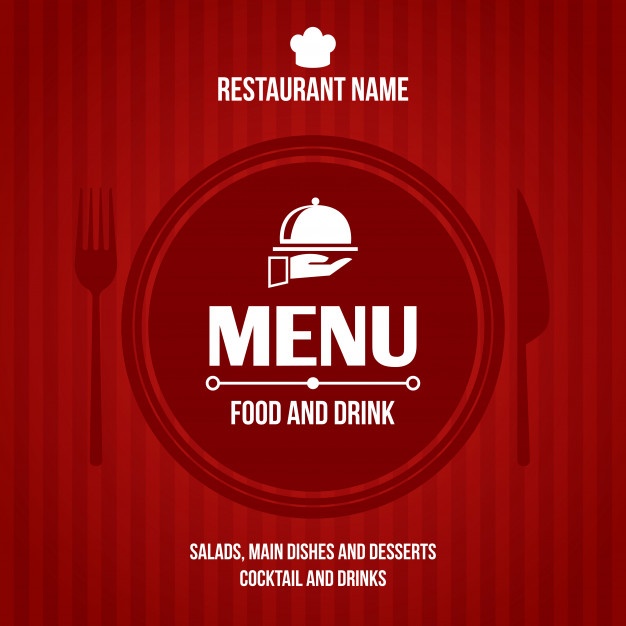 RESTAURANT NAME
MENU
FOOD AND DRINK
SALADS, MAIN DISHES AND DESSERTS
COCKTAIL AND DRINKS